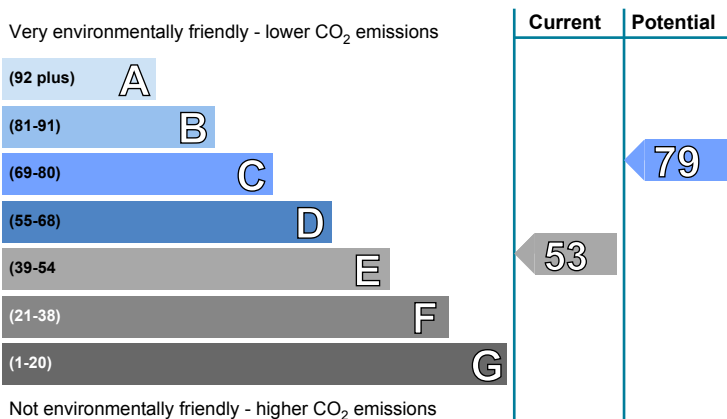 Current Potential
Very environmentally friendly - lower CO2 emissions
(92 plus) A
(81-91) B
(69-80) C 79
(55-68) D
(39-54 E 53
(21-38) F
(1-20) G
Not environmentally friendly - higher CO2 emissions